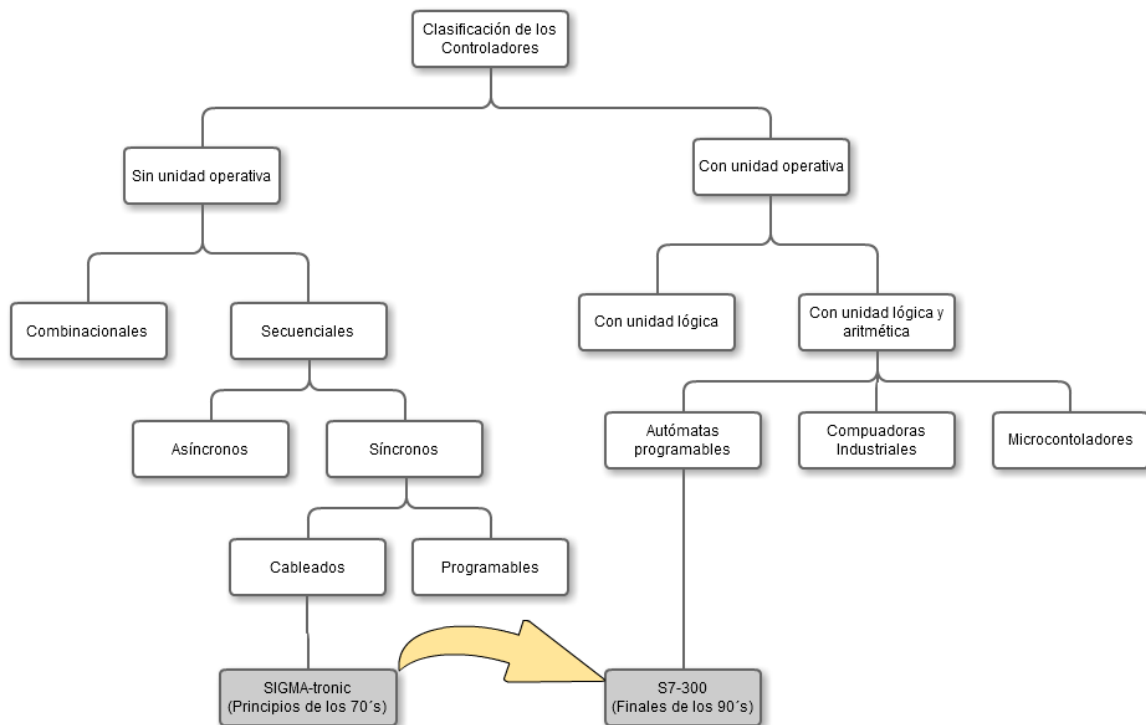 Clasificación de los
Controladores
Sin unidad operativa
Con unidad operativa
Combinacionales
Secuenciales
Con unidad lógica
Con unidad lógica y
aritmética
Asíncronos
Síncronos
Autómatas
programables
Compuadoras
Industriales
Microcontoladores
Cableados
Programables
SIGMA-tronic
(Principios de los 70´s)
S7-300
(Finales de los 90´s)